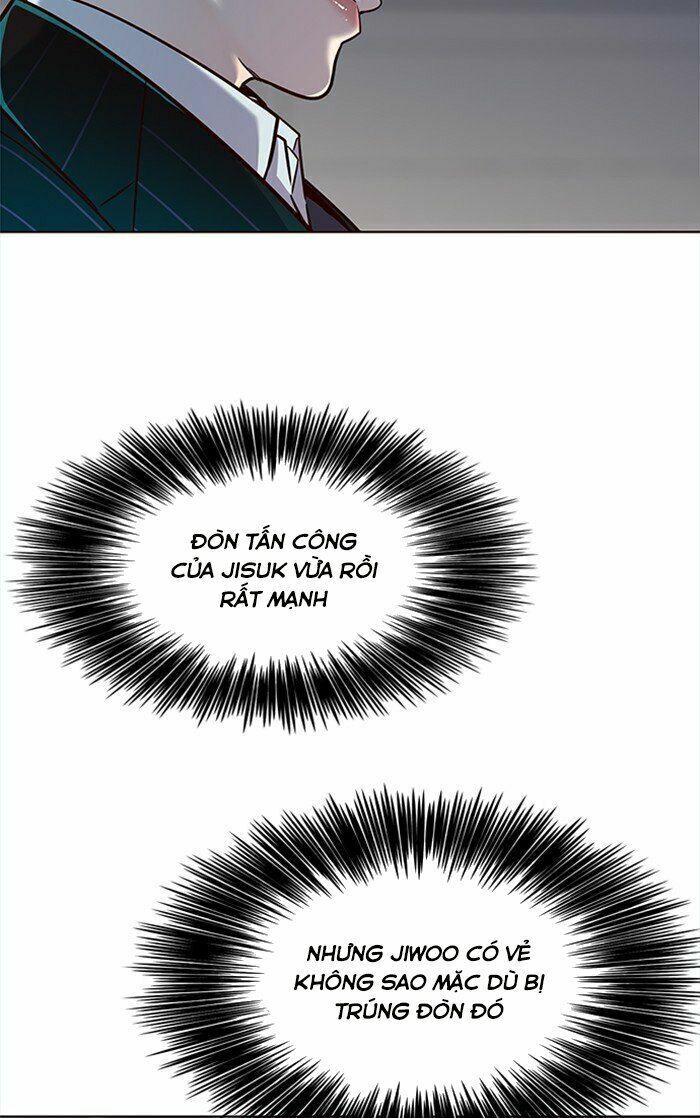 ĐÒN TẤN CÔNG
CỦA JISUK VỪA RỒI
RẤT MẠNH
NHƯNG JIWOO CÓ VẺ
KHÔNG SAO MẶC DÙ BỊ
TRÚNG ĐÒN ĐÓ